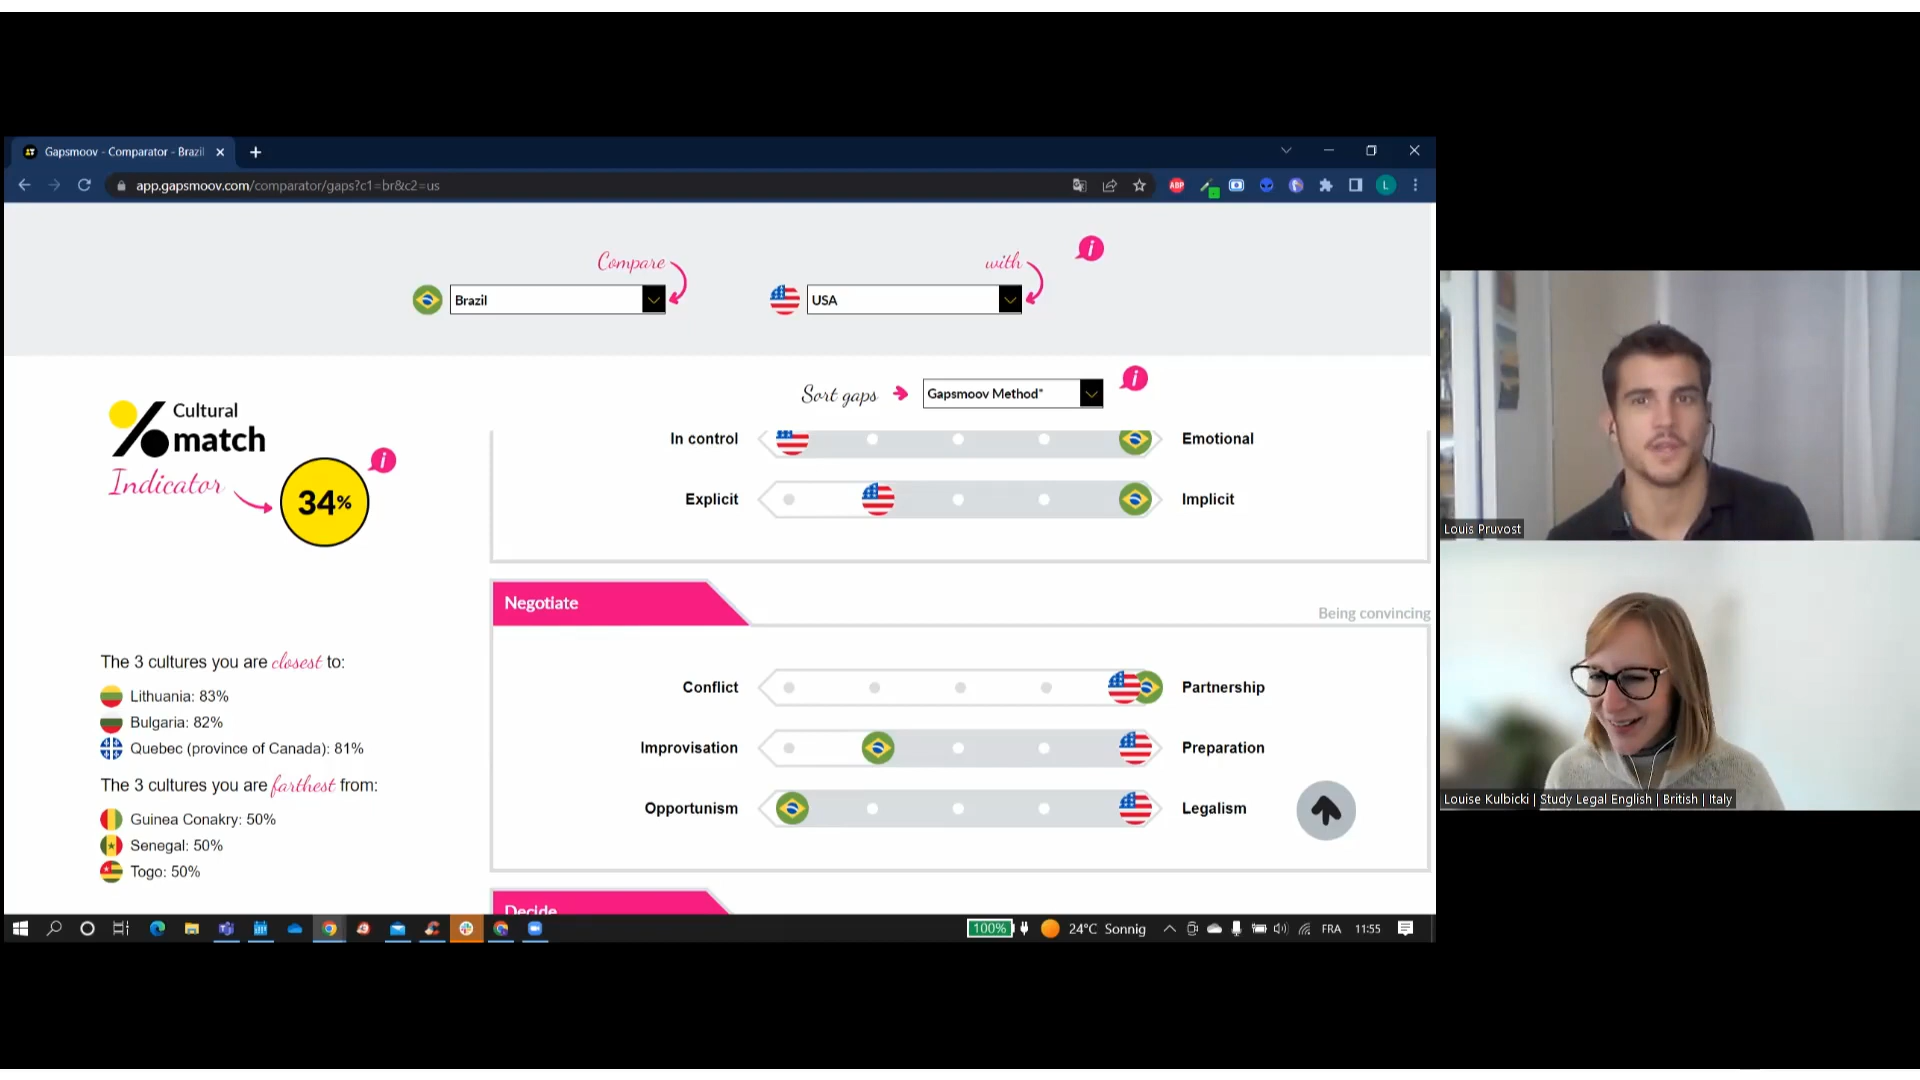 Gapsmoov - Comparator - Brazil
app.gapsmoov.com/comparator/gaps?c1=br&c2=us
ABP
L
Compare
with
i
Brazil
USA
Sort gaps
Gapsmoov Method*
i
Cultural
match
Indicator
i
34%
In control
Emotional
Explicit
Implicit
Negotiate
Being convincing
Conflict
Partnership
Improvisation
Preparation
Opportunism
Legalism
The 3 cultures you are closest to:
Lithuania: 83%
Bulgaria: 82%
Quebec (province of Canada): 81%
The 3 cultures you are farthest from:
Guinea Conakry: 50%
Senegal: 50%
Togo: 50%
Decide
100%
24°C Sonnig
FRA
11:55
Louis Pruvost
Louise Kulbicki | Study Legal English | British | Italy